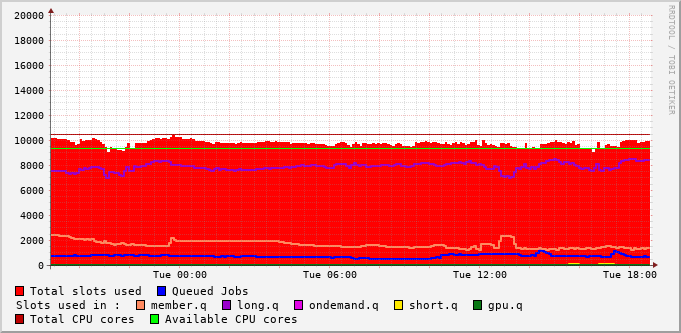 RRDTOOL / TOBI OETIKER
20000
18000
16000
14000
12000
10000
8000
6000
4000
2000
0
Tue 00:00 Tue 06:00 Tue 12:00 Tue 18:00
Total slots used Queued Jobs
Slots used in : member.q long.q ondemand.q short.q gpu.q
Total CPU cores Available CPU cores